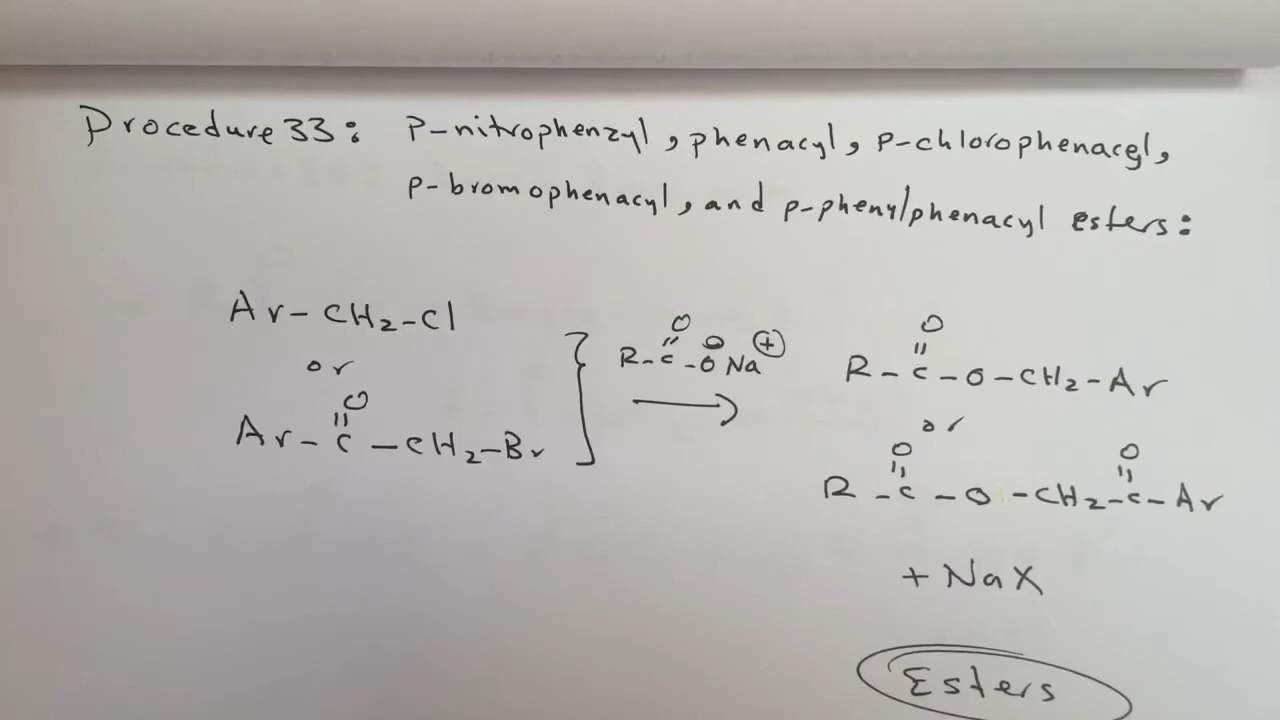 Procedure 33: P-nitrophenzyl, phenacyl, p-chlorophenacyl,
p-bromophenacyl, and p-phenylphenacyl esters:
Ar-CH2-Cl
or
O
Ar-C-CH2-Br
O
R-C-O Na ⊕
O
R-C-O-CH2-Ar
or
O O
R-C-O-CH2-C-Ar
+ NaX
Esters